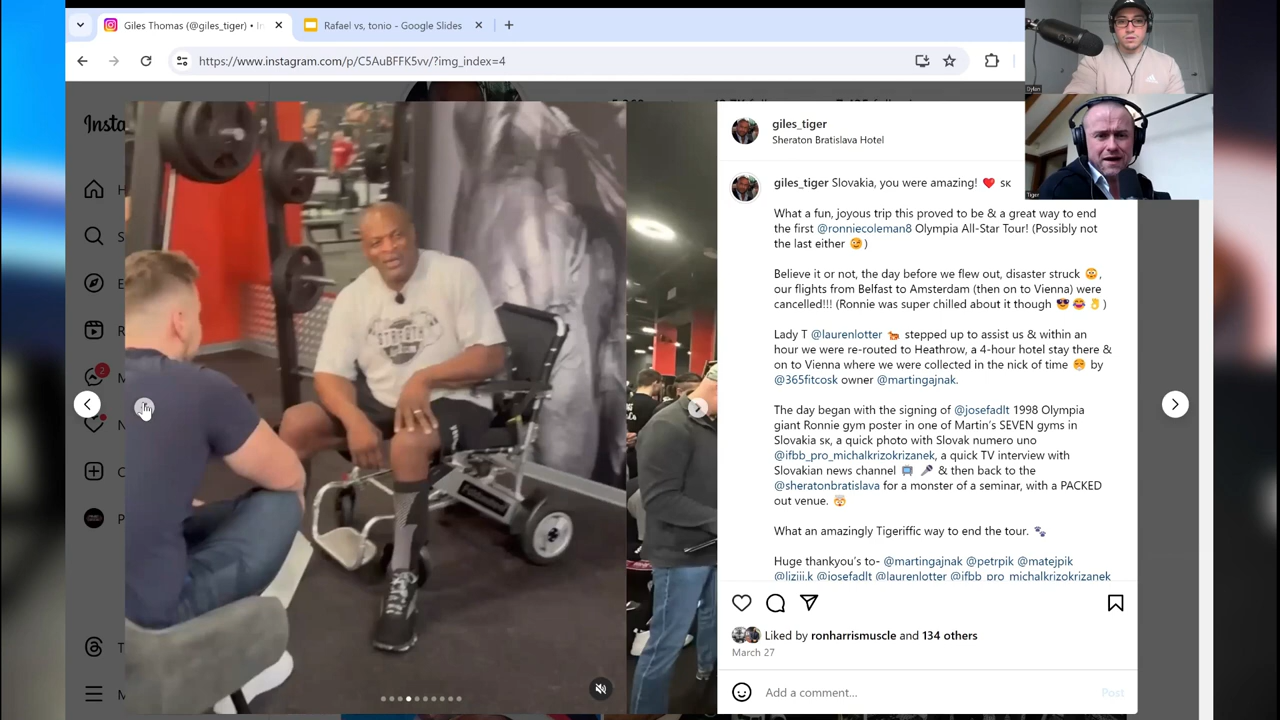 Giles Thomas (@giles_tiger) • In
Rafael vs, tonio - Google Slides
https://www.instagram.com/p/C5AuBFFK5vv/?img_index=4
Dylan
Tiger
Insta
H
S
E
R
2
M
N
C
P
T
M
giles_tiger
Sheraton Bratislava Hotel
giles_tiger Slovakia, you were amazing! ❤️ SK
What a fun, joyous trip this proved to be & a great way to end
the first @ronniecoleman8 Olympia All-Star Tour! (Possibly not
the last either 😉)
Believe it or not, the day before we flew out, disaster struck 😳,
our flights from Belfast to Amsterdam (then on to Vienna) were
cancelled!!! (Ronnie was super chilled about it though 😎😂👌)
Lady T @laurenlotter 🐅 stepped up to assist us & within an
hour we were re-routed to Heathrow, a 4-hour hotel stay there &
on to Vienna where we were collected in the nick of time 😁 by
@365fitcosk owner @martingajnak.
The day began with the signing of @josefadlt 1998 Olympia
giant Ronnie gym poster in one of Martin's SEVEN gyms in
Slovakia SK, a quick photo with Slovak numero uno
@ifbb_pro_michalkrizokrizanek, a quick TV interview with
Slovakian news channel 📺 🎤 & then back to the
@sheratonbratislava for a monster of a seminar, with a PACKED
out venue. 🤯
What an amazingly Tigeriffic way to end the tour. 🐾
Huge thankyou's to- @martingajnak @petrpik @matejpik
@liziii.k @josefadlt @laurenlotter @ifbb_pro_michalkrizokrizanek
Liked by ronharrismuscle and 134 others
March 27
Add a comment...
Post